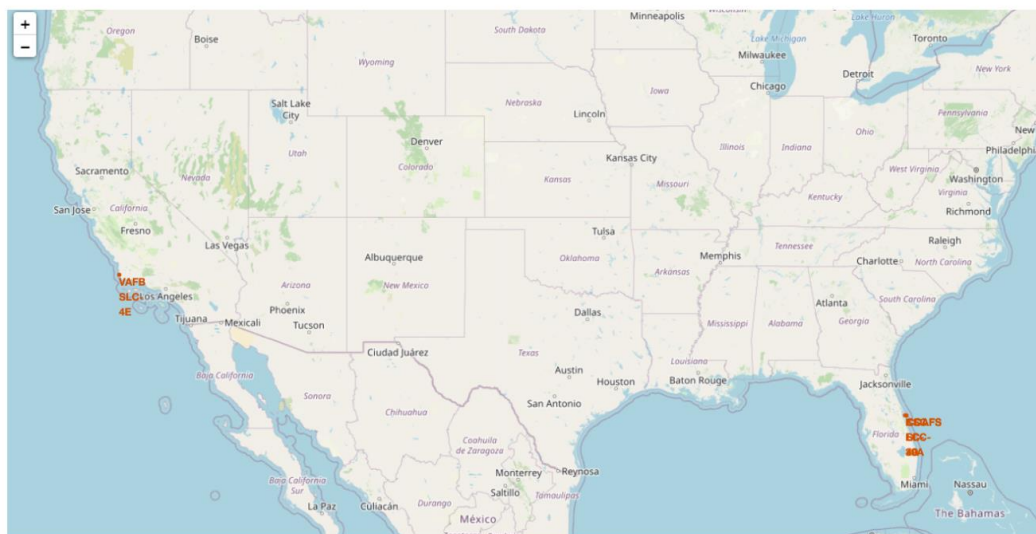 +
−
Minneapolis
Oregon
Boise
South Dakota
Wisconsin
Lake Huron
Lake Michigan
Toronto
Milwaukee
Wyoming
Detroit
New York
Chicago
Iowa
Nebraska
Salt Lake
City
Lincoln
Pennsylvania
New
Denver
Utah
Colorado
Illinois
Indiana
Ohio
Philadelphia
Nevada
Sacramento
Kansas City
Kansas
Missouri
West Virginia
Washington
Virginia
San Jose
California
Kentucky
Richmond
Fresno
Las Vegas
Tulsa
Raleigh
Tennessee
Albuquerque
Oklahoma
Memphis
Charlotte
North Carolina
Arkansas
VAFB
SLC-
4E
Los Angeles
Arizona
New Mexico
South Carolina
Phoenix
Atlanta
Tijuana
Mexicali
Tucson
Dallas
Mississippi
Alabama
Georgia
Ciudad Juárez
Texas
Louisiana
Baja California
Austin
Houston
Baton Rouge
Jacksonville
Sonora
Chihuahua
San Antonio
Florida
Coahuila
de Zaragoza
Baja California
Sur
Monterrey
Reynosa
Miami
Nassau
Saltillo
Tamaulipas
La Paz
Culiacán
Durango
The Bahamas
México